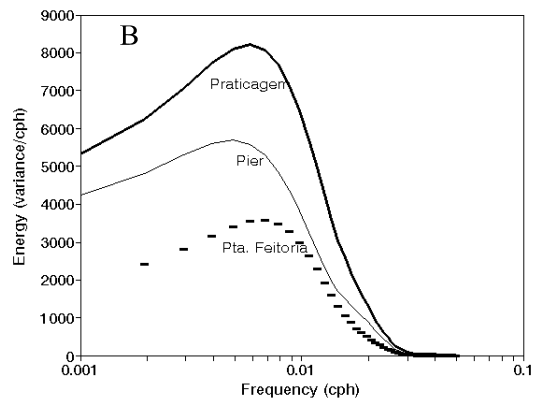 B
9000
8000
7000
6000
5000
4000
3000
2000
1000
0
Energy (variance/cph)
Praticagem
Pier
Pta. Feitoria
0.001
0.01
0.1
Frequency (cph)